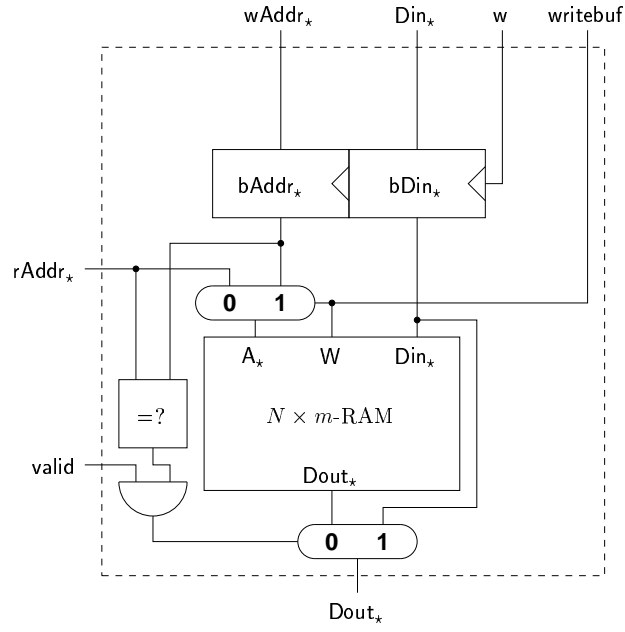 wAddr⋆ Din⋆ w writebuf
bAddr⋆ bDin⋆
rAddr⋆
0 1
A⋆ W Din⋆
=?
N × m-RAM
valid
Dout⋆
0 1
Dout⋆